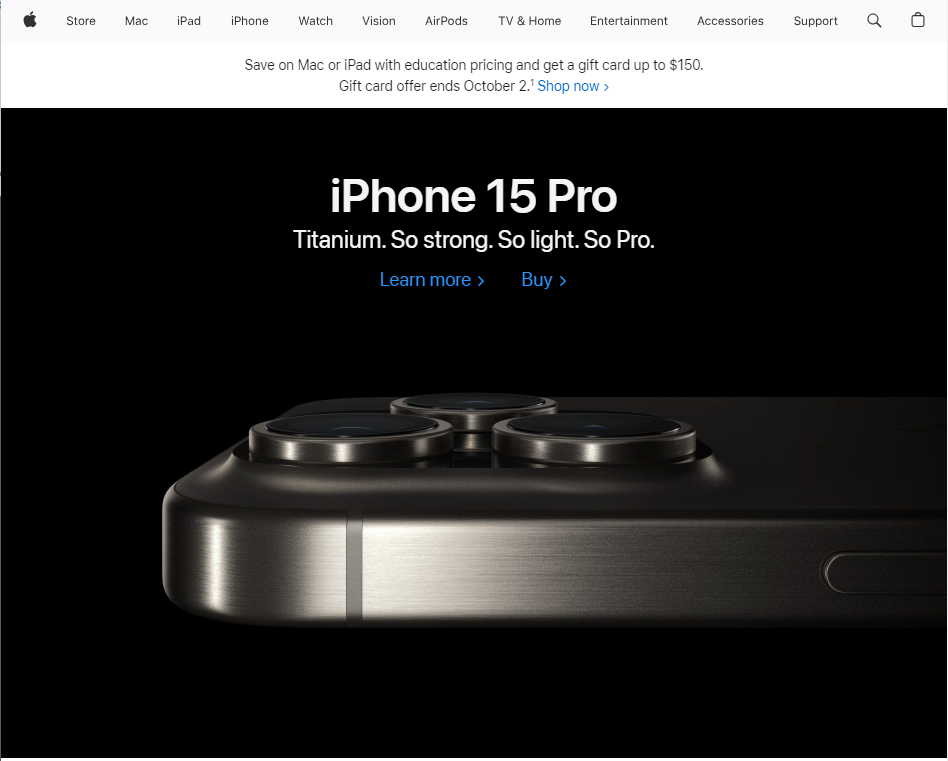 Store Mac iPad iPhone Watch Vision AirPods TV & Home Entertainment Accessories Support
Save on Mac or iPad with education pricing and get a gift card up to $150.
Gift card offer ends October 2.¹ Shop now >
iPhone 15 Pro
Titanium. So strong. So light. So Pro.
Learn more > Buy >